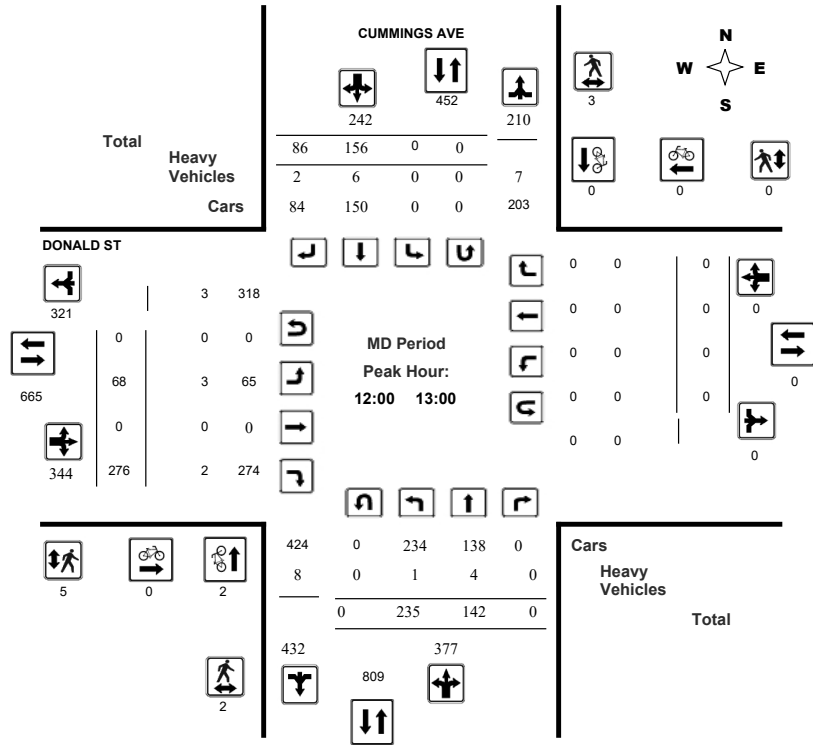 CUMMINGS AVE
N
W E
S
452
3
242 210
Total
86 156 0 0
Heavy
Vehicles
2 6 0 0 7
0 0 0
Cars 84 150 0 0 203
DONALD ST
0 0 0
321 3 318
0
0 0 0
0 0 0
MD Period
665 68 3 65
Peak Hour:
0 0 0
0
12:00 13:00
0 0 0
0 0 0
0 0
344 276 2 274
0
424 0 234 138 0 Cars
8 0 1 4 0 Heavy
Vehicles
5 0 2
0 235 142 0 Total
432 377
809
2